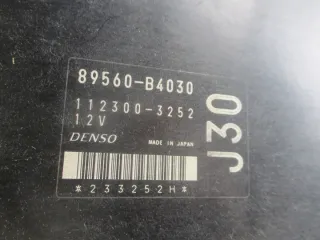 89560-B4030
112300-3252
12V
DENSO MADE IN JAPAN
*233252H*
J30